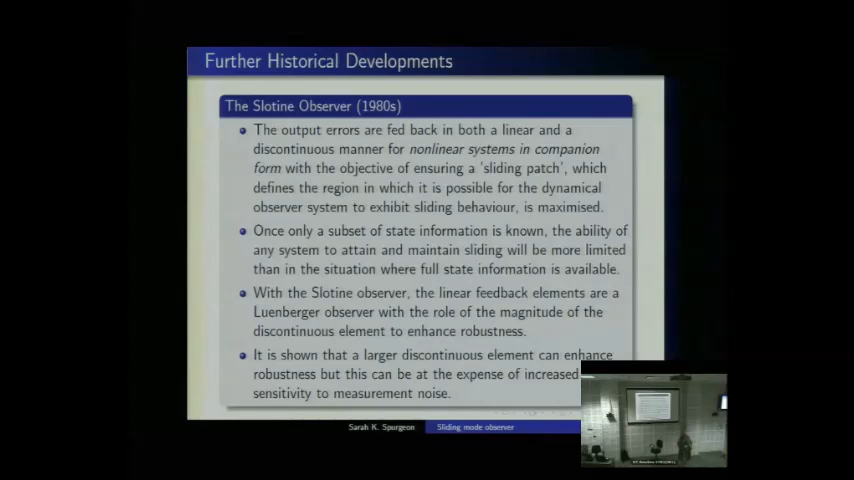 Further Historical Developments
The Slotine Observer (1980s)
The output errors are fed back in both a linear and a
discontinuous manner for nonlinear systems in companion
form with the objective of ensuring a 'sliding patch', which
defines the region in which it is possible for the dynamical
observer system to exhibit sliding behaviour, is maximised.
Once only a subset of state information is known, the ability of
any system to attain and maintain sliding will be more limited
than in the situation where full state information is available.
With the Slotine observer, the linear feedback elements are a
Luenberger observer with the role of the magnitude of the
discontinuous element to enhance robustness.
It is shown that a larger discontinuous element can enhance
robustness but this can be at the expense of increased
sensitivity to measurement noise.
Sarah K. Spurgeon
Sliding mode observer